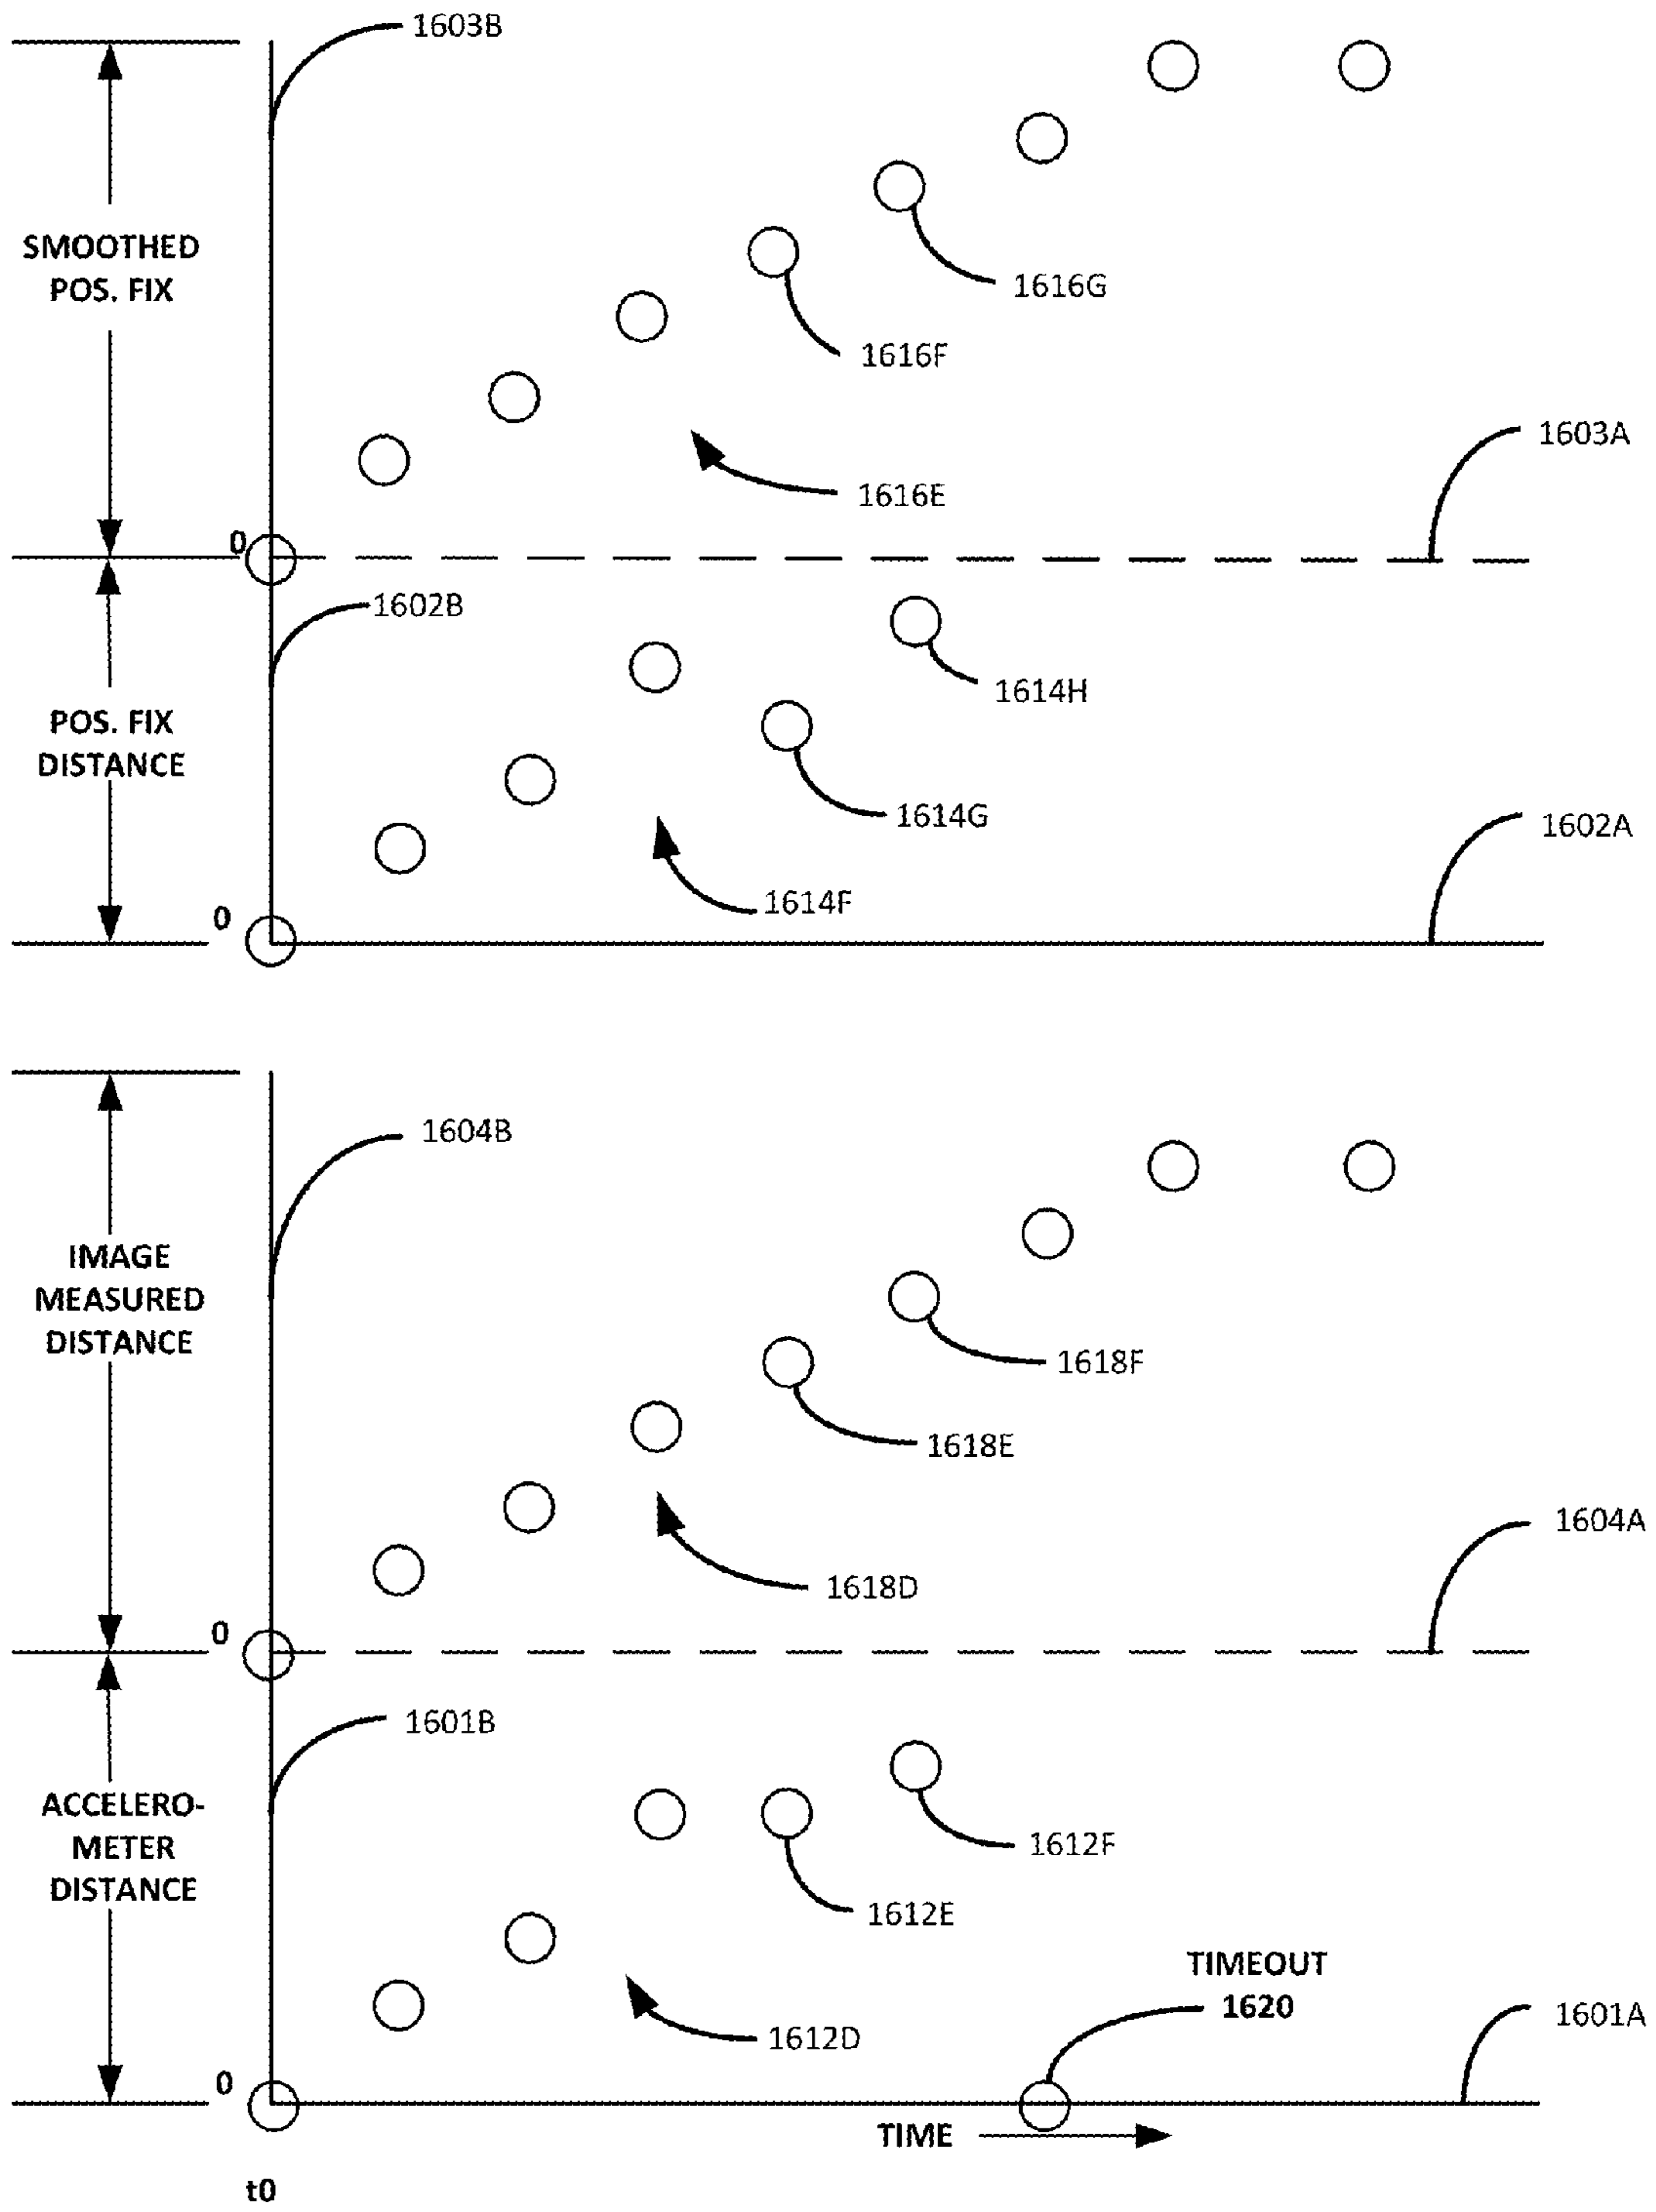 1603B
SMOOTHED
POS. FIX
1616G
1616F
1603A
1616E
0
1602B
1614H
POS. FIX
DISTANCE
1614G
1602A
1614F
0
1604B
IMAGE
MEASURED
DISTANCE
1618F
1618E
1604A
1618D
0
1601B
ACCELERO-
METER
DISTANCE
1612F
1612E
TIMEOUT
1620
1601A
1612D
0
TIME
t0